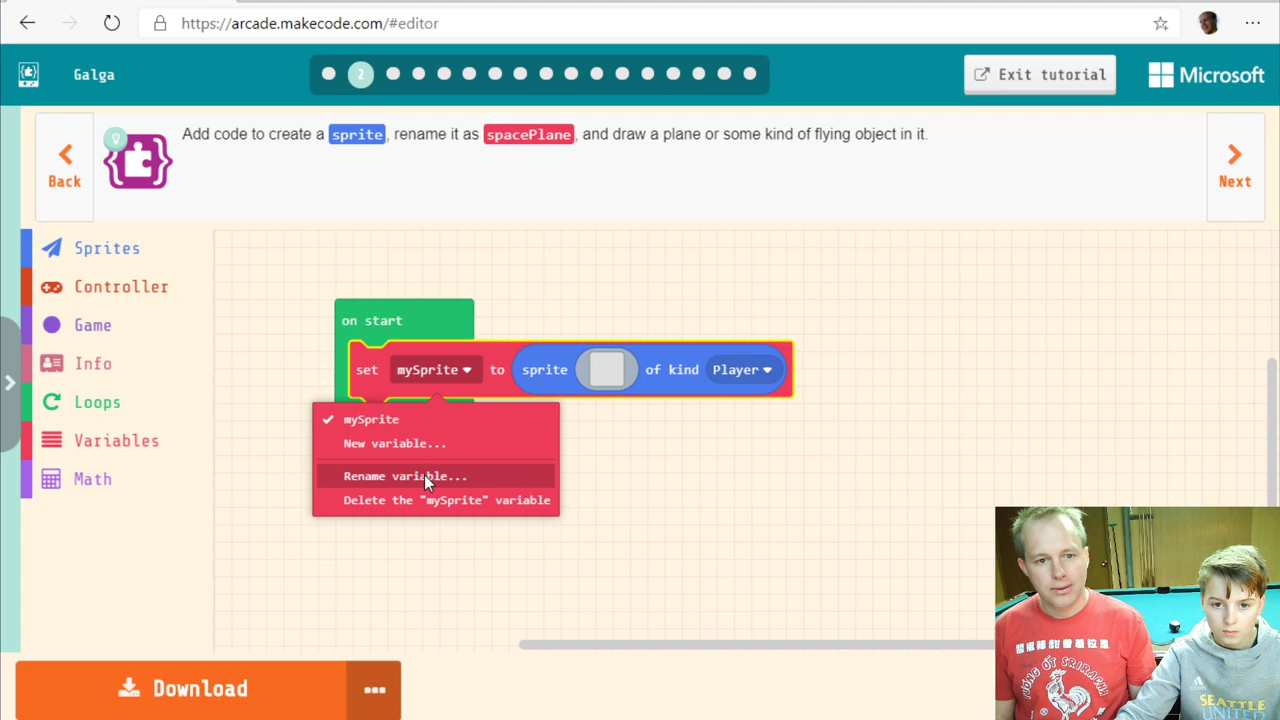 https://arcade.makecode.com/#editor
Galga
2
Exit tutorial
Microsoft
Back
Add code to create a sprite, rename it as spacePlane, and draw a plane or some kind of flying object in it.
Next
Sprites
Controller
Game
Info
Loops
Variables
Math
on start
set mySprite to sprite of kind Player
mySprite
New variable...
Rename variable...
Delete the "mySprite" variable
Download
SEATTLE
UNITED